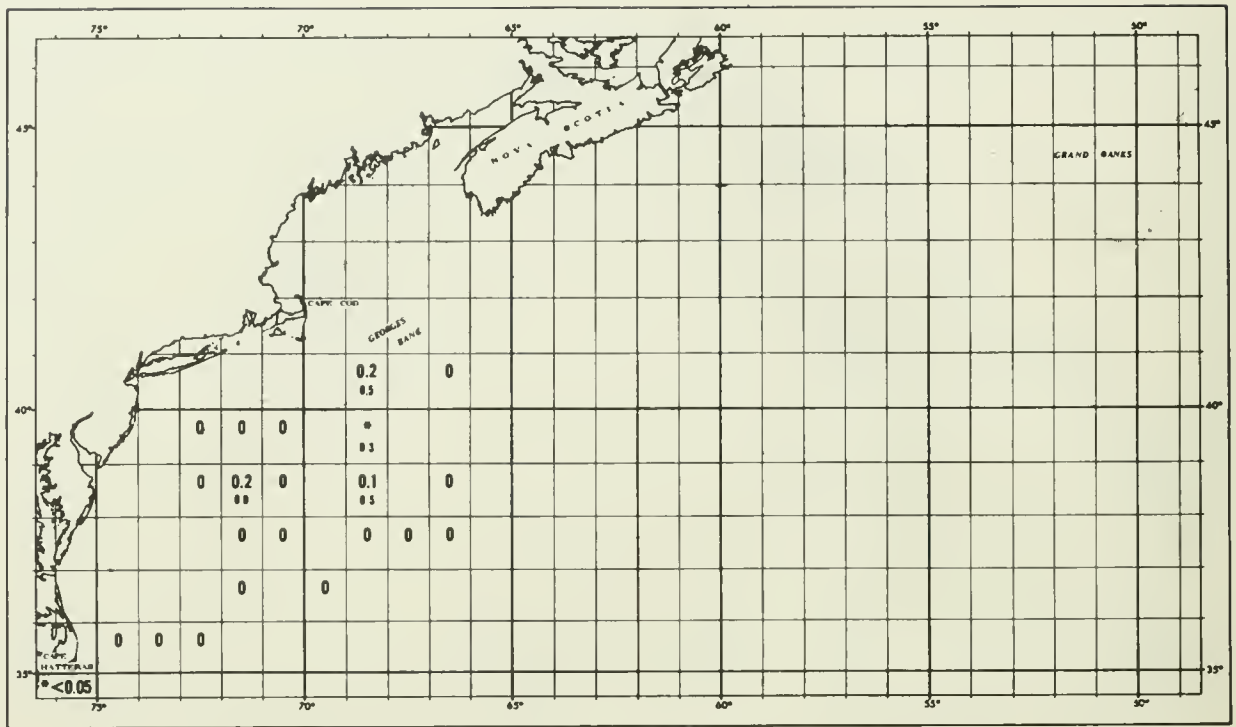 75° 70° 65° 60° 55° 50°
45° NOVA SCOTIA 45°
GRAND BANKS
CAPE COD
GEORGES
BANK
0.2 0
0.5
40° 40°
0 0 0 *
0.3
0 0.2 0 0.1 0
0.0 0.5
0 0 0 0 0
0 0
0 0 0
CAPE
HATTERAS
35° 35°
* <0.05
75° 70° 65° 60° 55° 50°